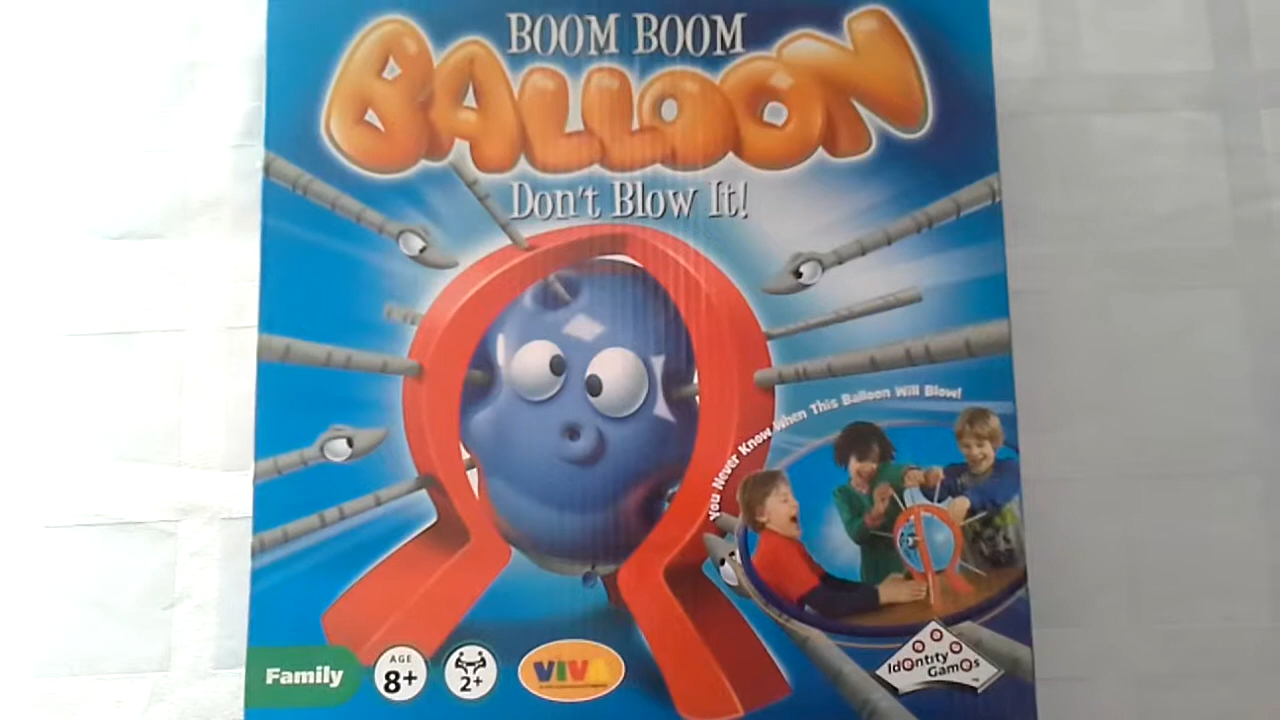 BOOM BOOM
BALLOON
Don't Blow It!
You Never Know When This Balloon Will Blow!
Family
AGE
8+
2+
VIVA
Identity
Games